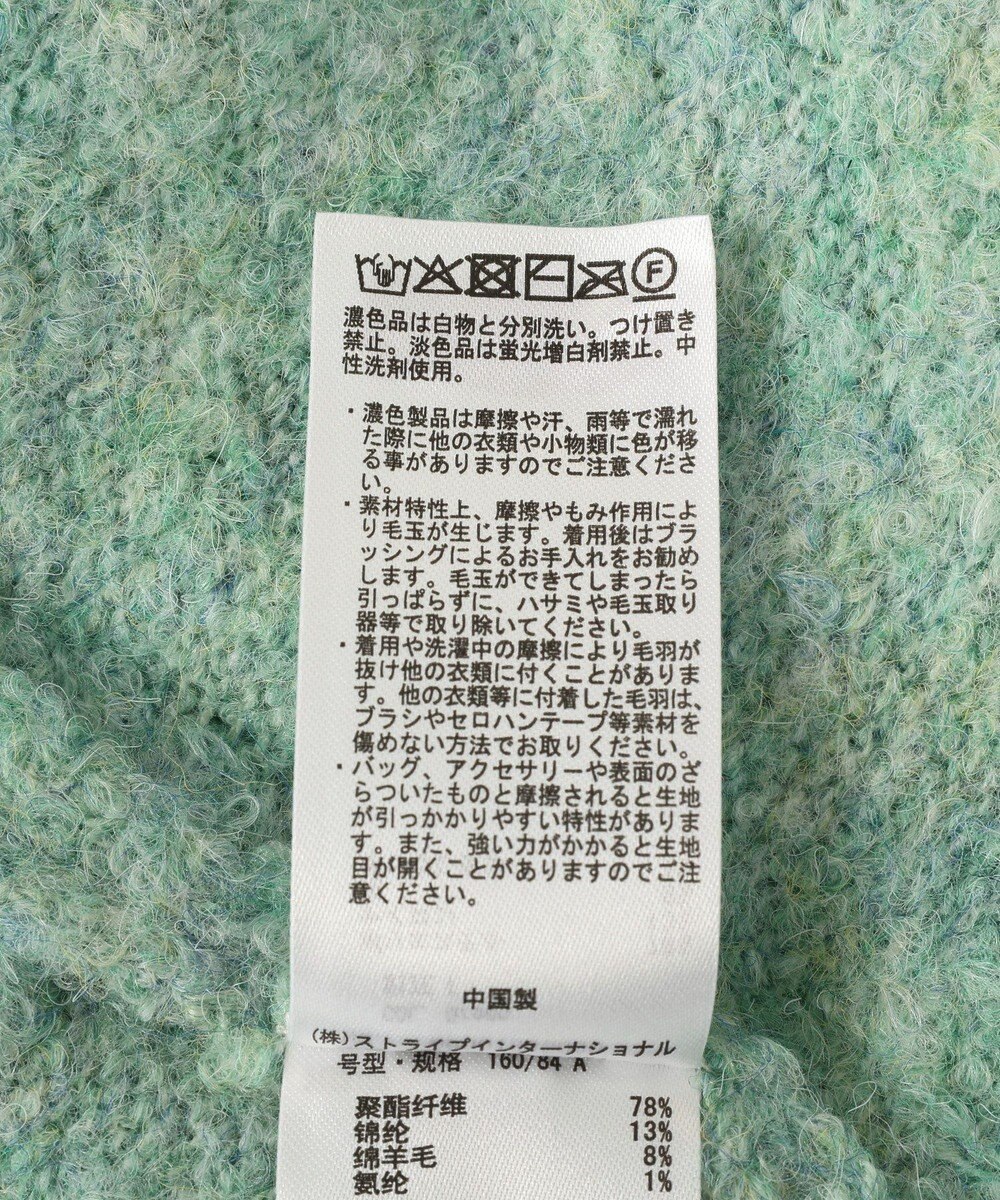 F
濃色品は白物と分別洗い。つけ置き
禁止。淡色品は蛍光増白剤禁止。中
性洗剤使用。
・濃色製品は摩擦や汗、雨等で濡れ
た際に他の衣類や小物類に色が移
る事がありますのでご注意くださ
い。
・素材特性上、摩擦やもみ作用によ
り毛玉が生じます。着用後はブラ
ッシングによるお手入れをお勧め
します。毛玉ができてしまったら
引っぱらずに、ハサミや毛玉取り
器等で取り除いてください。
・着用や洗濯中の摩擦により毛羽が
抜け他の衣類に付くことがありま
す。他の衣類等に付着した毛羽は、
ブラシやセロハンテープ等素材を
傷めない方法でお取りください。
・バッグ、アクセサリーや表面のざ
らついたものと摩擦されると生地
が引っかかりやすい特性がありま
す。また、強い力がかかると生地
目が開くことがありますのでご注
意ください。
中国製
(株)ストライプインターナショナル
号型・规格 160/84 A
聚酯纤维 78%
锦纶 13%
绵羊毛 8%
氨纶 1%